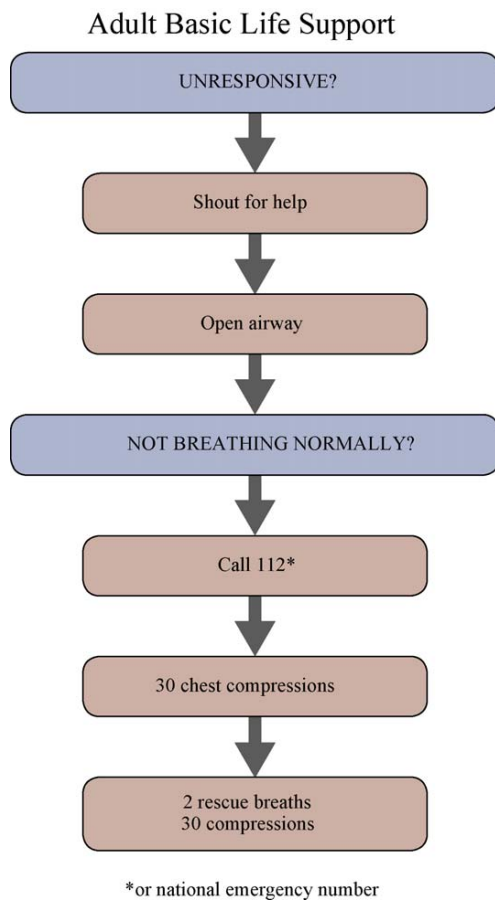 Adult Basic Life Support
UNRESPONSIVE?
Shout for help
Open airway
NOT BREATHING NORMALLY?
Call 112*
30 chest compressions
2 rescue breaths
30 compressions
*or national emergency number